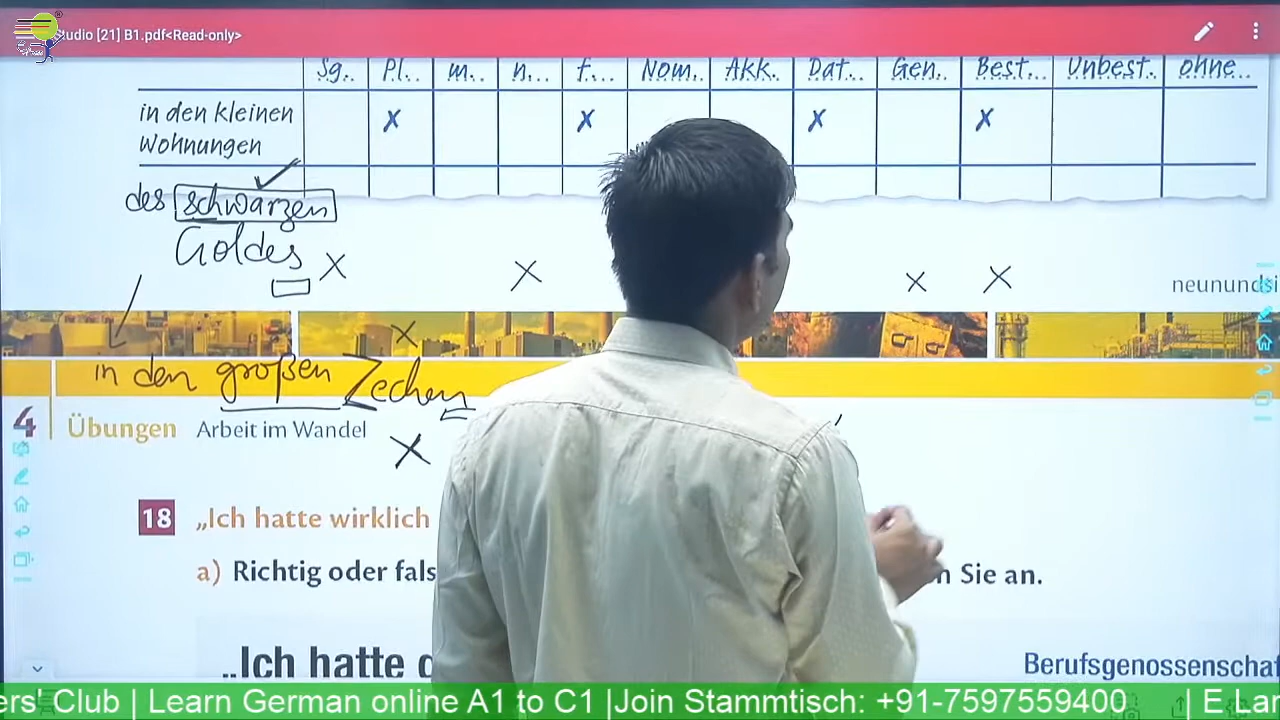 tudio [21] B1.pdf<Read-only>
Sg.. Pl.. m.. n... f... Nom.. Akk.. Dat.. Gen.. Best... Unbest.. ohne..
in den kleinen X X X X
Wohnungen
des schwarzen
Goldes X X X X
neunundsi
X
in den großen Zechen
4 Übungen Arbeit im Wandel
X
18 „Ich hatte wirklich
a) Richtig oder fals n Sie an.
„Ich hatte d
Berufsgenossenschaf
ers' Club | Learn German online A1 to C1 |Join Stammtisch: +91-7597559400 | E Lar